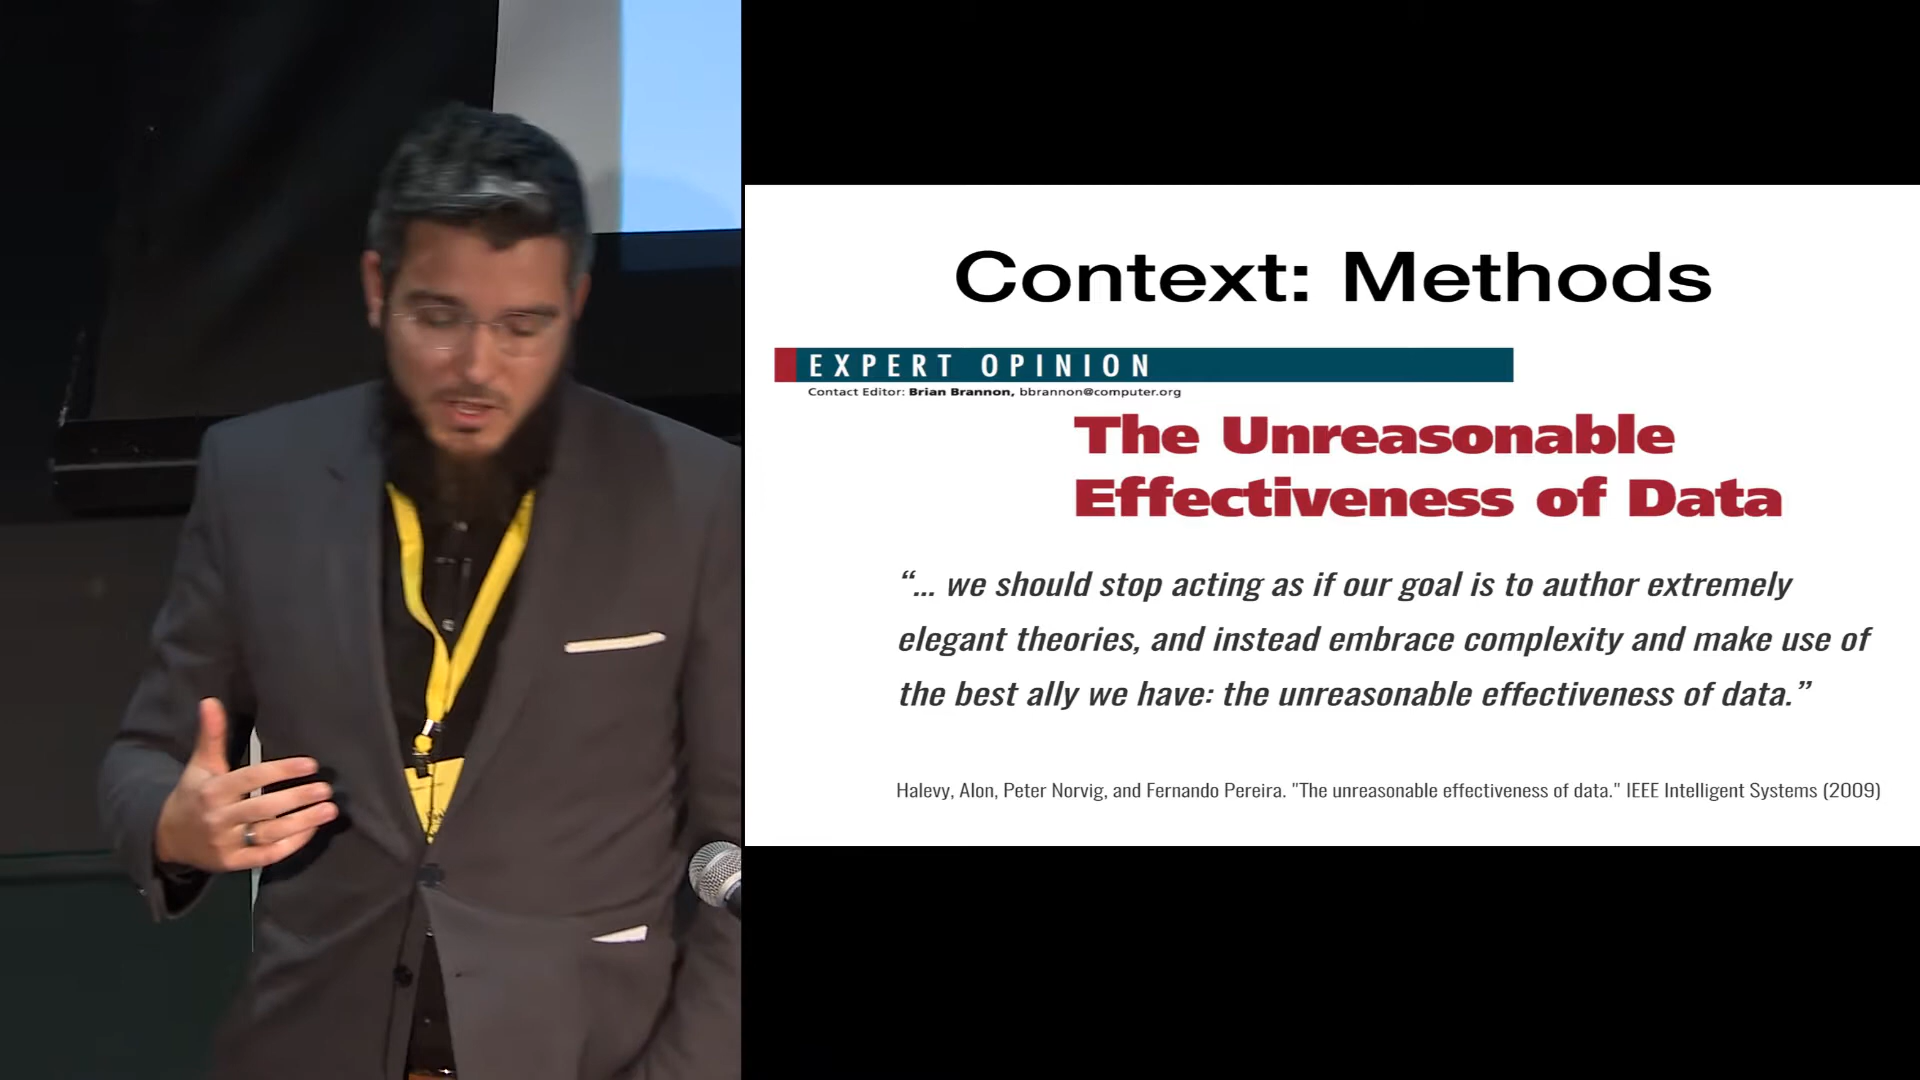 Context: Methods
EXPERT OPINION
Contact Editor: Brian Brannon, bbrannon@computer.org
The Unreasonable
Effectiveness of Data
“... we should stop acting as if our goal is to author extremely
elegant theories, and instead embrace complexity and make use of
the best ally we have: the unreasonable effectiveness of data.”
Halevy, Alon, Peter Norvig, and Fernando Pereira. "The unreasonable effectiveness of data." IEEE Intelligent Systems (2009)